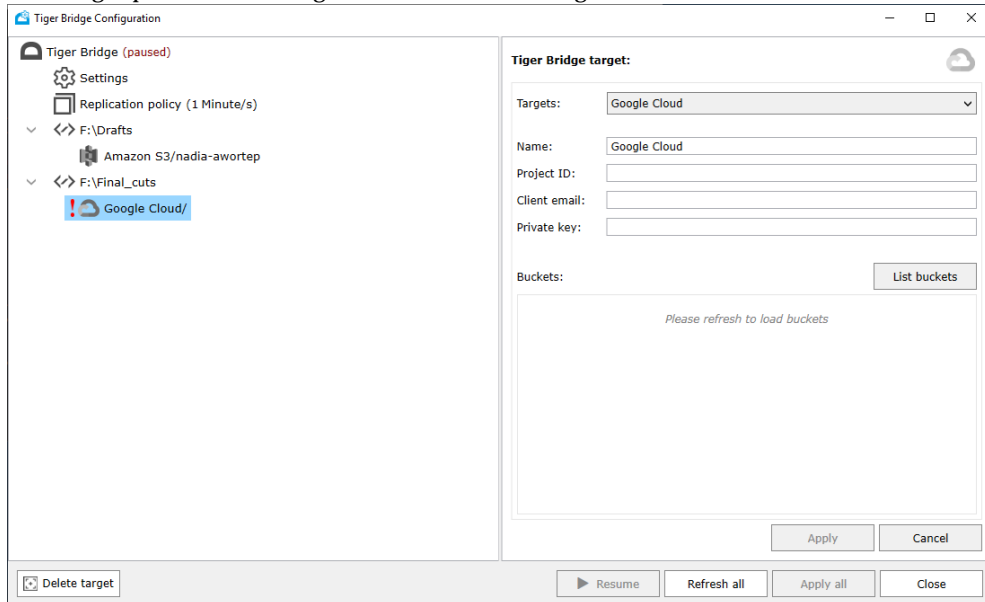 Tiger Bridge Configuration
Tiger Bridge (paused)
Settings
Replication policy (1 Minute/s)
F:\Drafts
Amazon S3/nadia-awortep
F:\Final_cuts
Google Cloud/
Tiger Bridge target:
Targets: Google Cloud
Name: Google Cloud
Project ID:
Client email:
Private key:
Buckets: List buckets
Please refresh to load buckets
Apply Cancel
Delete target Resume Refresh all Apply all Close